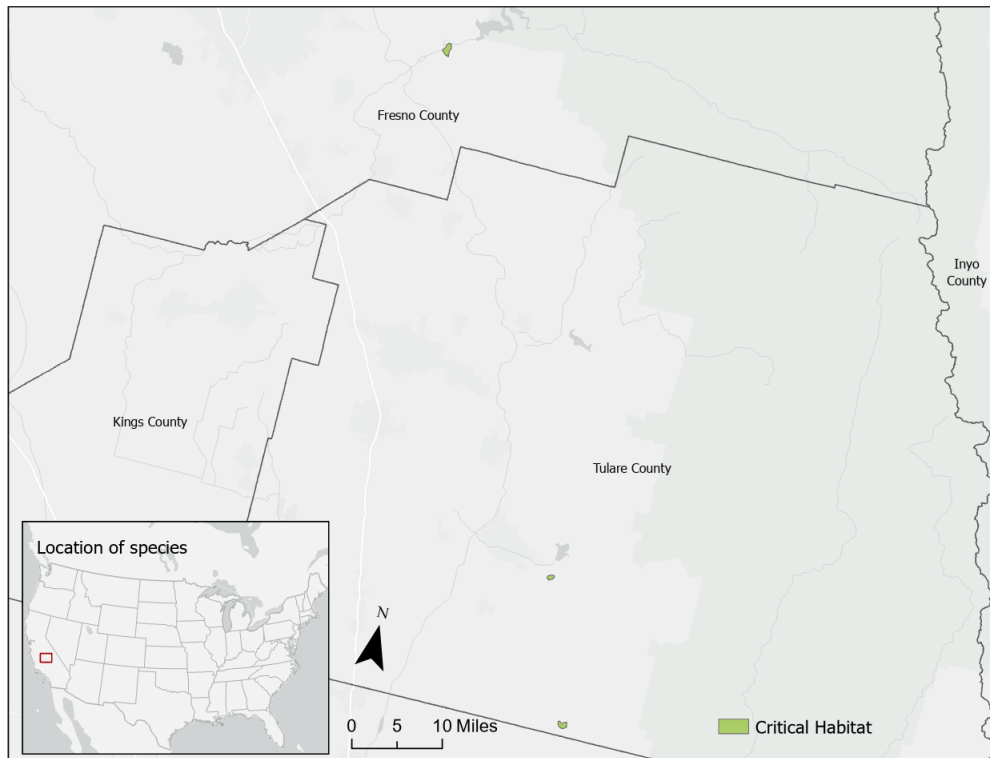 Fresno County
Inyo
County
Kings County
Tulare County
Location of species
N
0 5 10 Miles
Critical Habitat